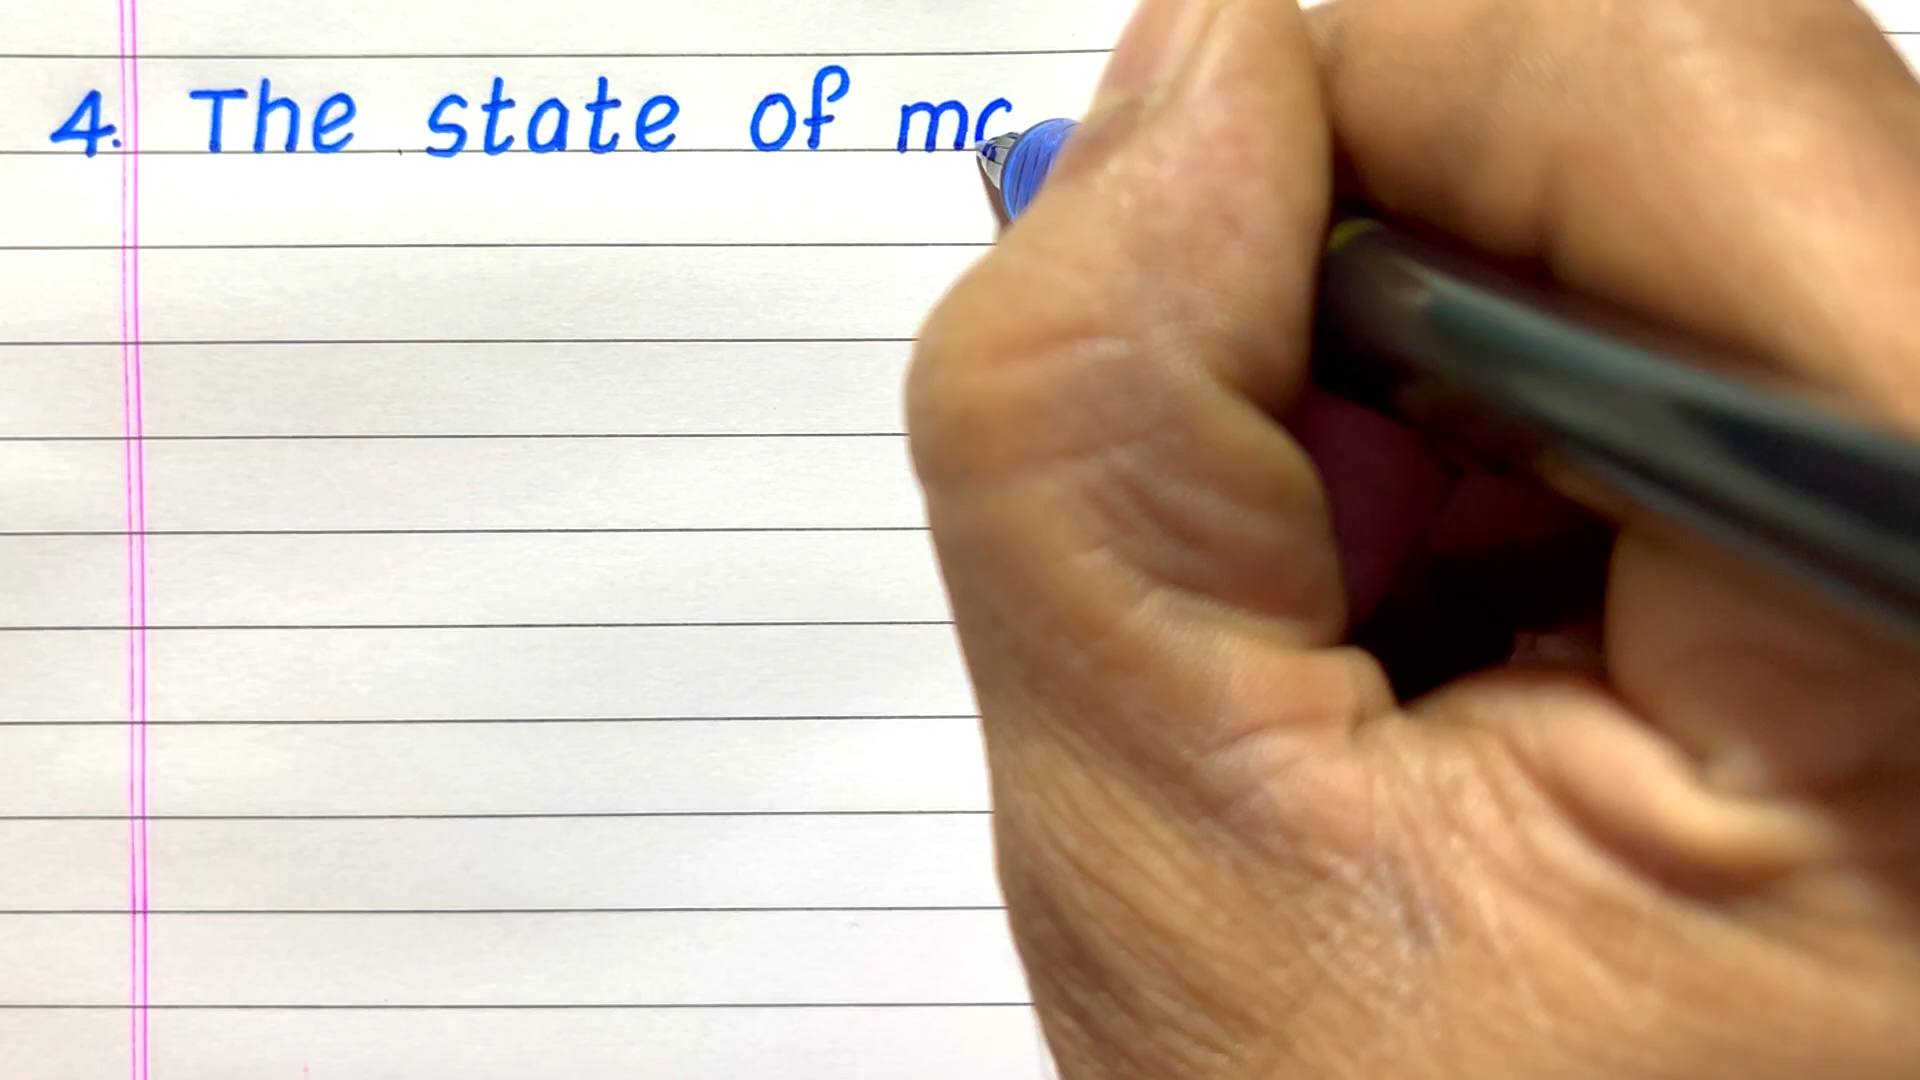 4. The state of m